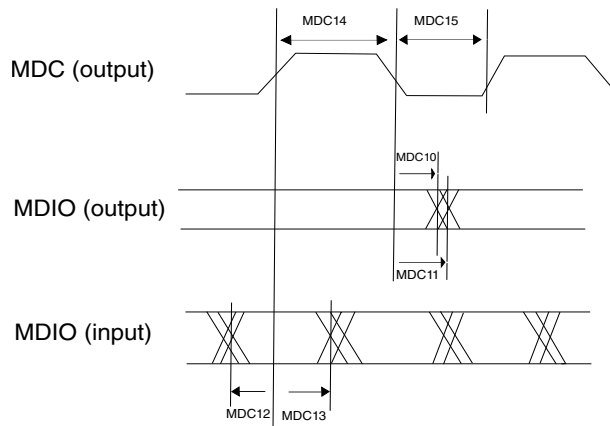 MDC14
MDC15
MDC (output)
MDC10
MDIO (output)
MDC11
MDIO (input)
MDC12
MDC13